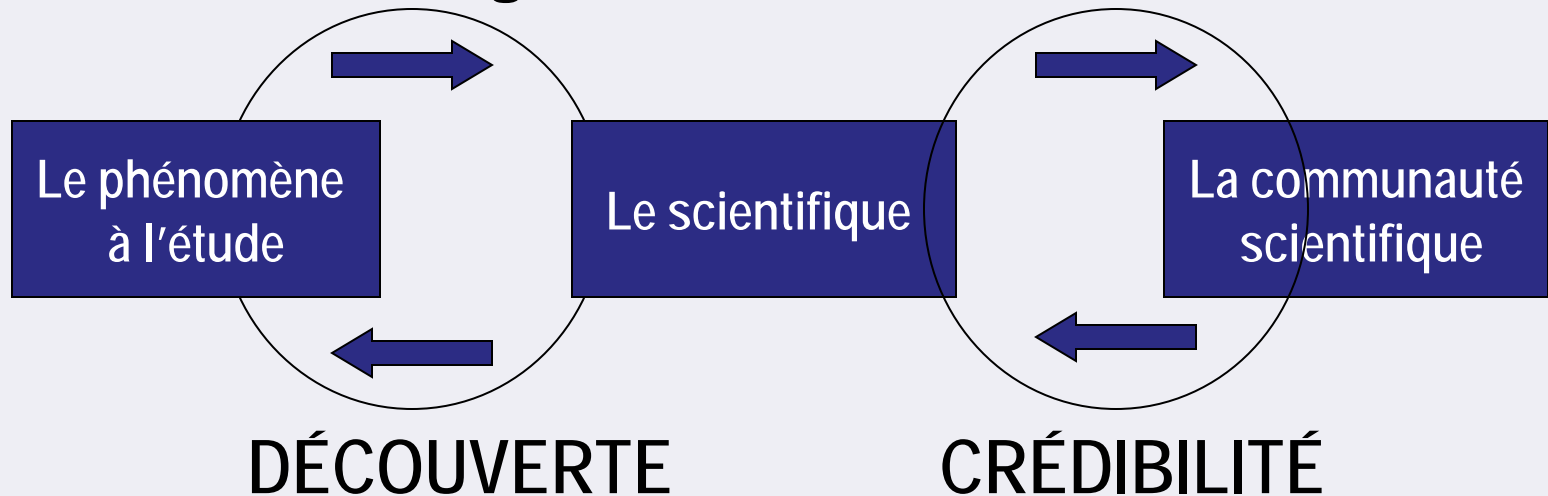 Le phénomène
à l'étude
Le scientifique
La communauté
scientifique
DÉCOUVERTE
CRÉDIBILITÉ